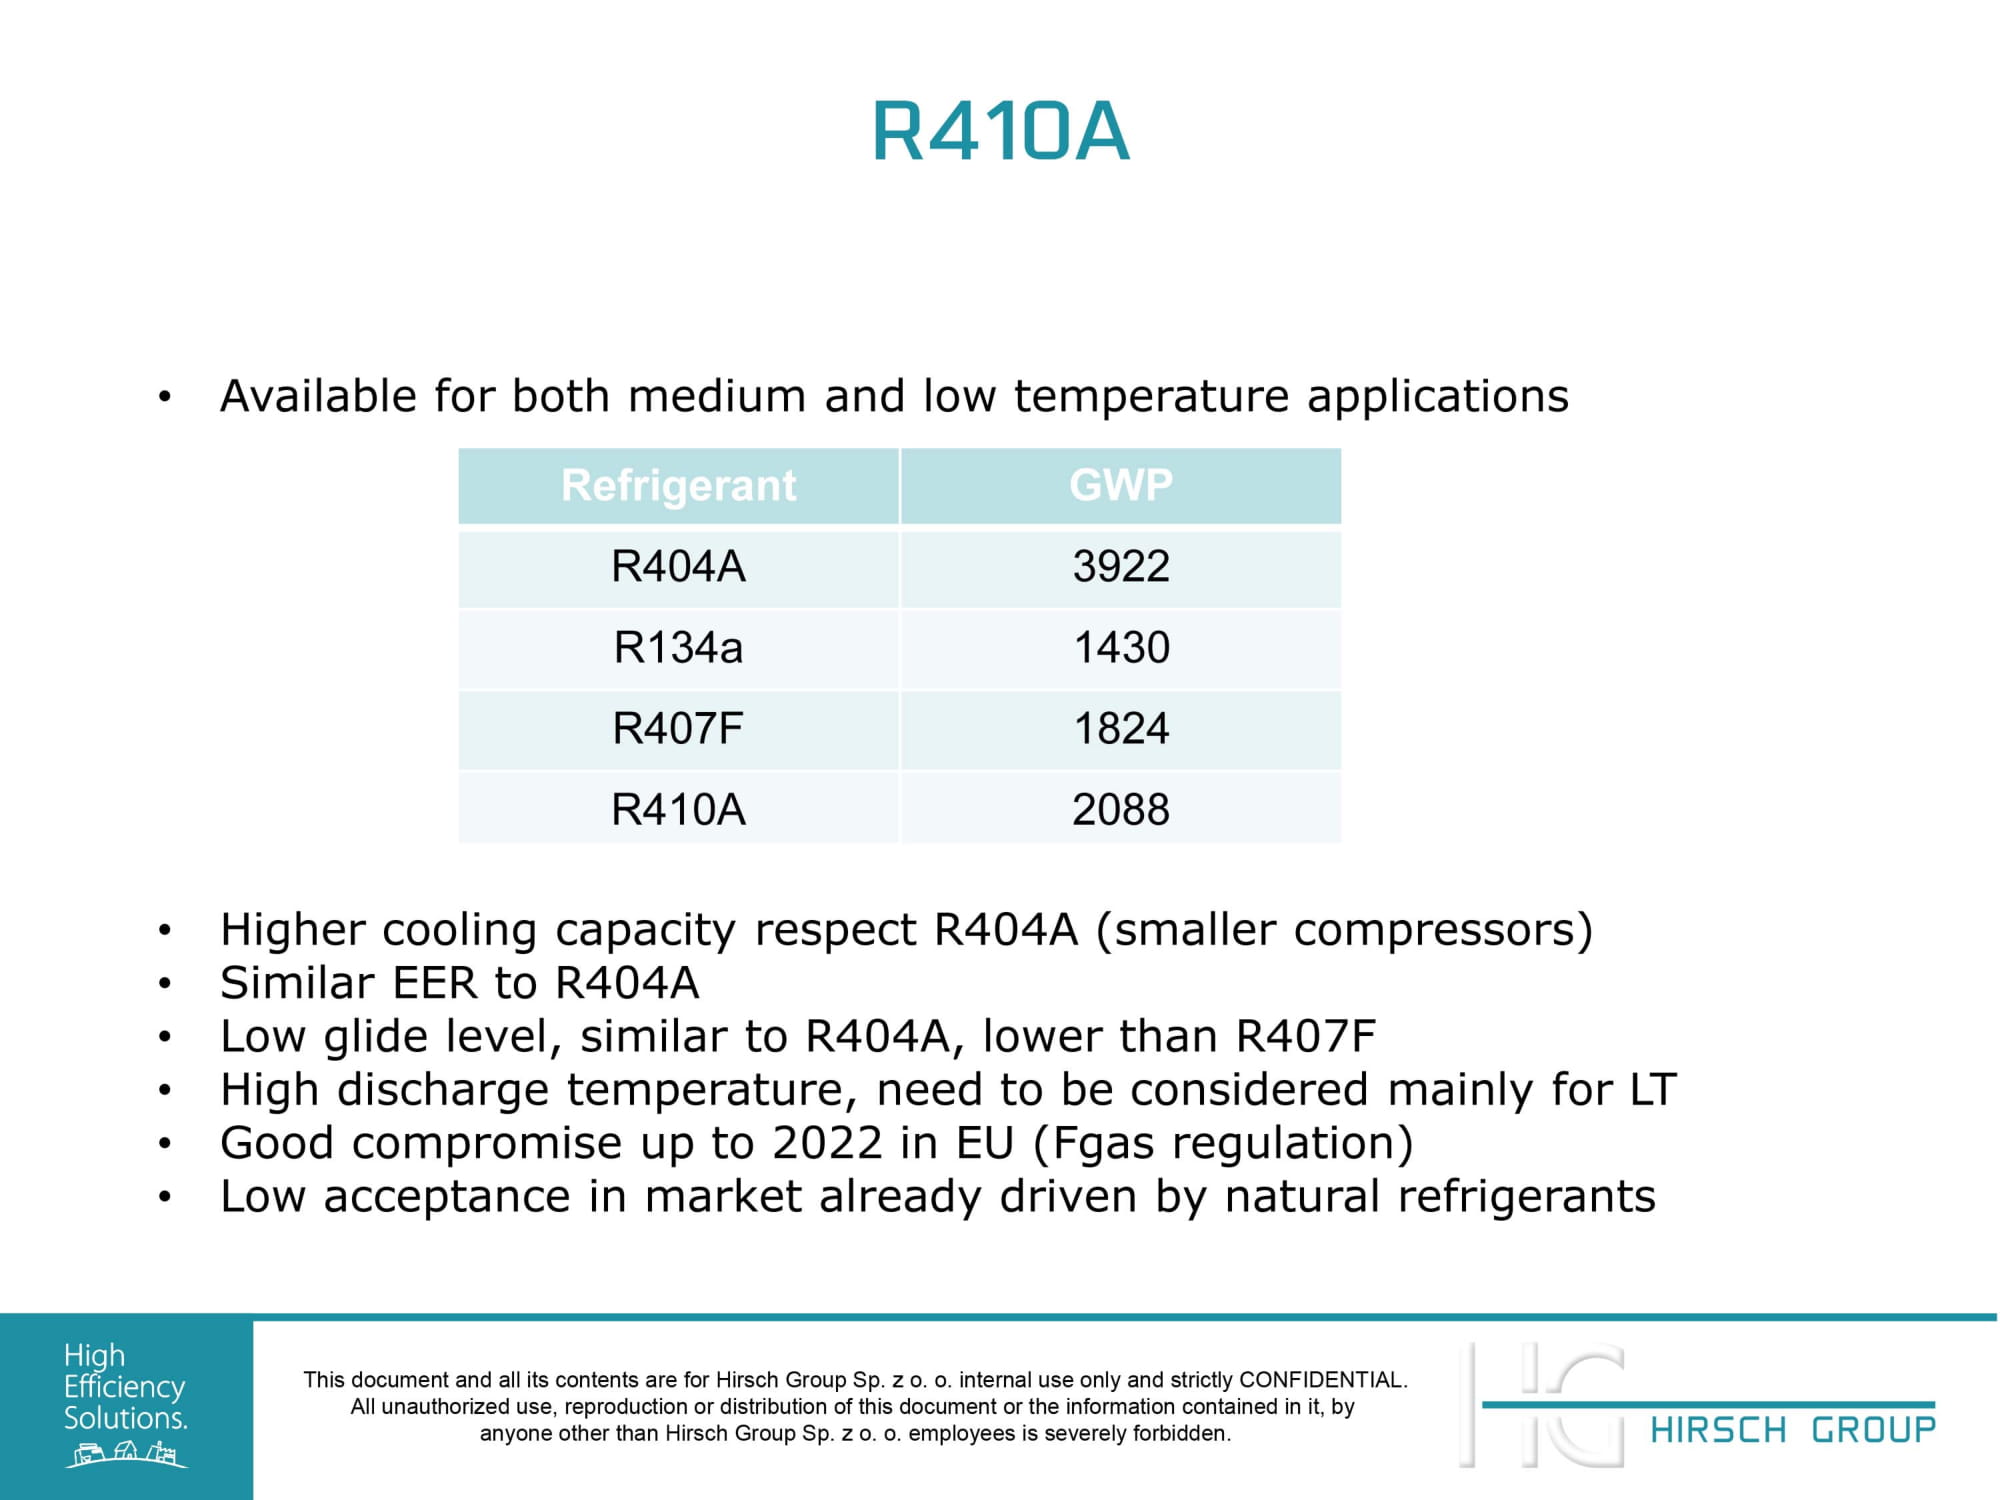 R410A
• Available for both medium and low temperature applications
Refrigerant GWP
R404A 3922
R134a 1430
R407F 1824
R410A 2088
• Higher cooling capacity respect R404A (smaller compressors)
• Similar EER to R404A
• Low glide level, similar to R404A, lower than R407F
• High discharge temperature, need to be considered mainly for LT
• Good compromise up to 2022 in EU (Fgas regulation)
• Low acceptance in market already driven by natural refrigerants
High
Efficiency
Solutions.
This document and all its contents are for Hirsch Group Sp. z o. o. internal use only and strictly CONFIDENTIAL.
All unauthorized use, reproduction or distribution of this document or the information contained in it, by
anyone other than Hirsch Group Sp. z o. o. employees is severely forbidden.
HG
HIRSCH GROUP